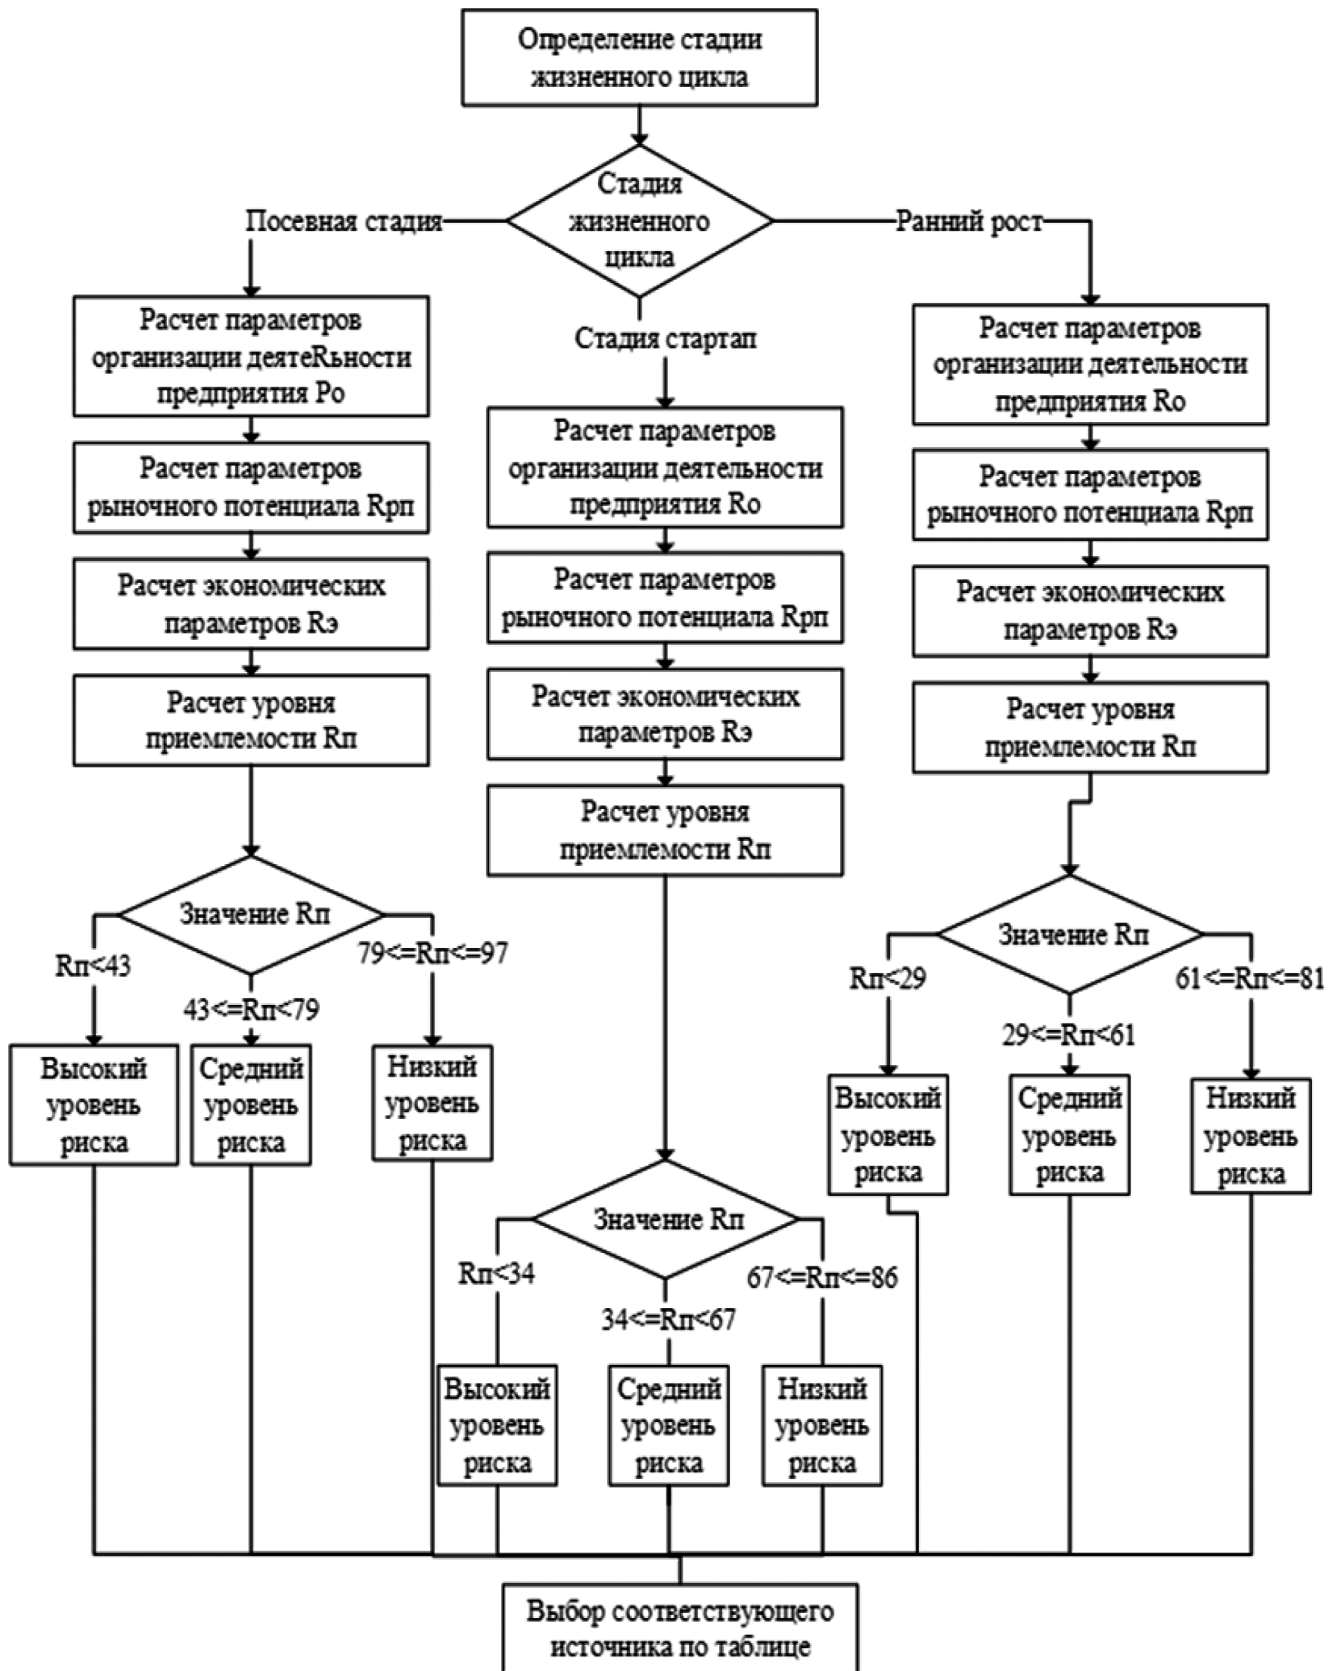 Определение стадии
жизненного цикла
Стадия
жизненного
цикла
Посевная стадия
Ранний рост
Стадия стартап
Расчет параметров
организации деятеRьности
предприятия Ро
Расчет параметров
рыночного потенциала Rрп
Расчет экономических
параметров Rэ
Расчет уровня
приемлемости Rп
Значение Rп
Rп<43
43<=Rп<79
79<=Rп<=97
Высокий
уровень
риска
Средний
уровень
риска
Низкий
уровень
риска
Расчет параметров
организации деятельности
предприятия Rо
Расчет параметров
рыночного потенциала Rрп
Расчет экономических
параметров Rэ
Расчет уровня
приемлемости Rп
Значение Rп
Rп<34
34<=Rп<67
67<=Rп<=86
Высокий
уровень
риска
Средний
уровень
риска
Низкий
уровень
риска
Расчет параметров
организации деятельности
предприятия Rо
Расчет параметров
рыночного потенциала Rрп
Расчет экономических
параметров Rэ
Расчет уровня
приемлемости Rп
Значение Rп
Rп<29
29<=Rп<61
61<=Rп<=81
Высокий
уровень
риска
Средний
уровень
риска
Низкий
уровень
риска
Выбор соответствующего
источника по таблице